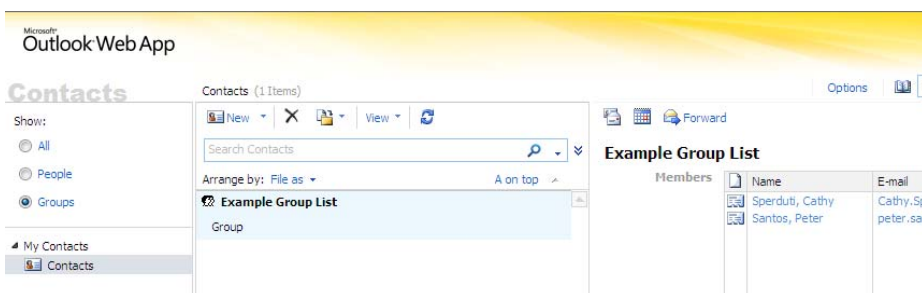 Microsoft®
Outlook Web App
Contacts
Show:
All
People
Groups
My Contacts
Contacts
Contacts (1 Items)
New View
Search Contacts
Arrange by: File as A on top
Example Group List
Group
Options
Forward
Example Group List
Members Name E-mail
Sperduti, Cathy Cathy.Sp
Santos, Peter peter.sa